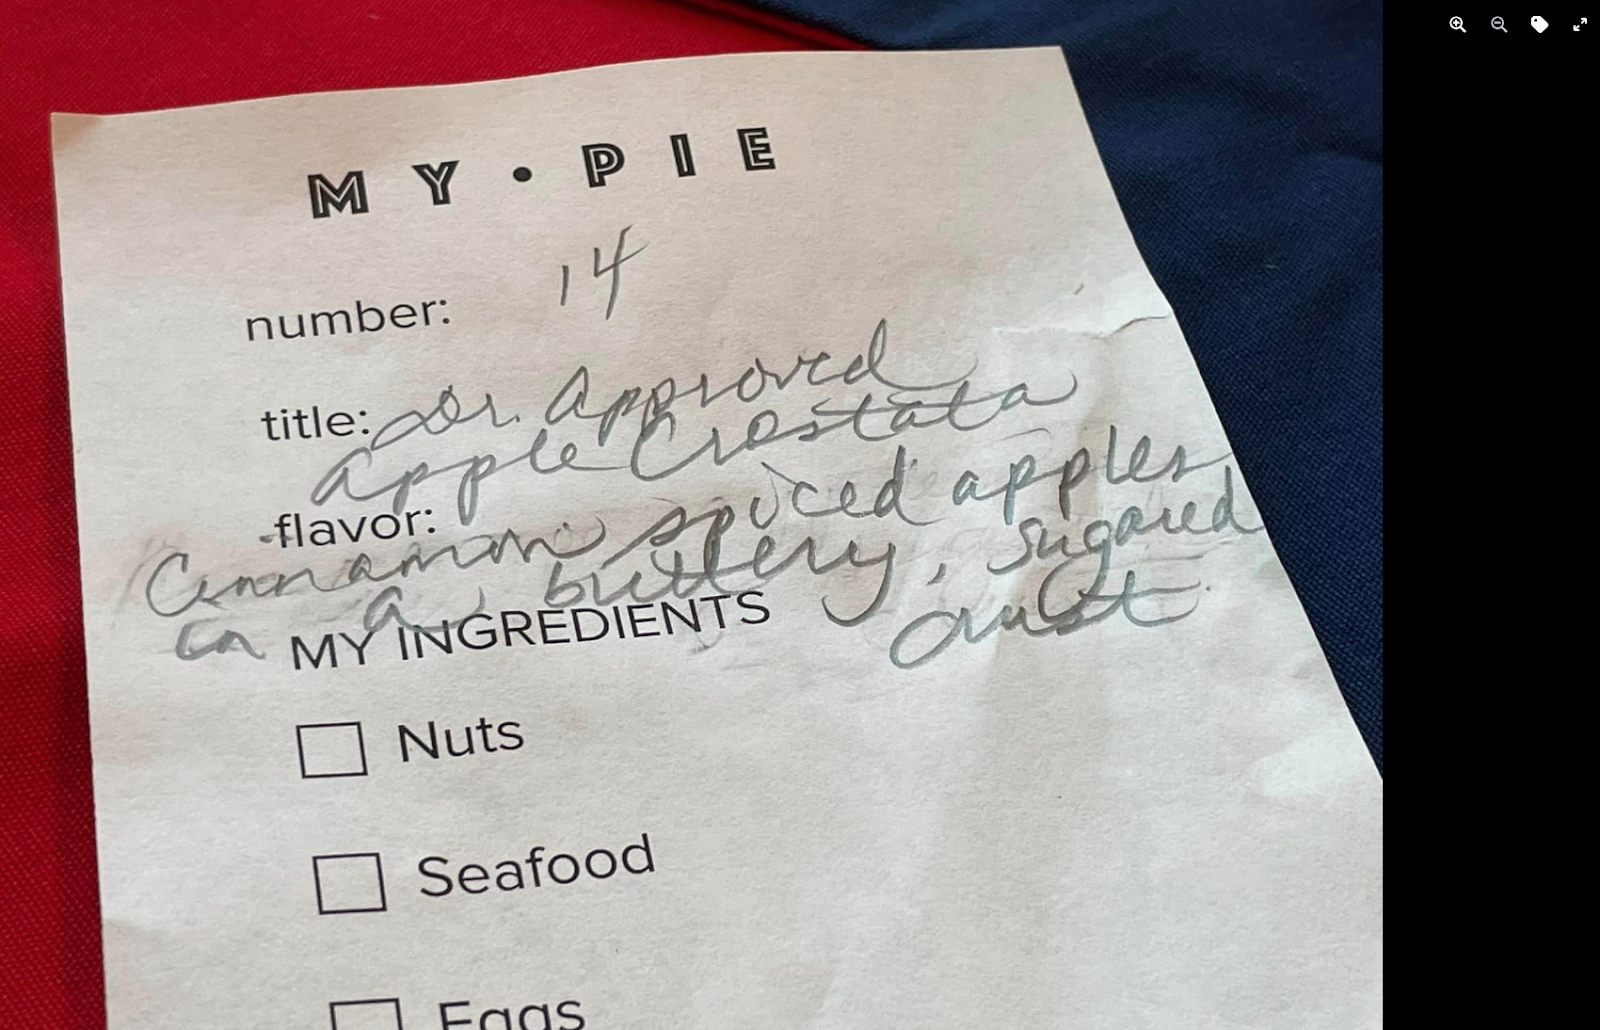 MY • PIE
number: 14
title: Dr. Approved
Apple Crostata
flavor:
Cinnamon spiced apples,
in a buttery, sugared
crust
MY INGREDIENTS
Nuts
Seafood
Eggs